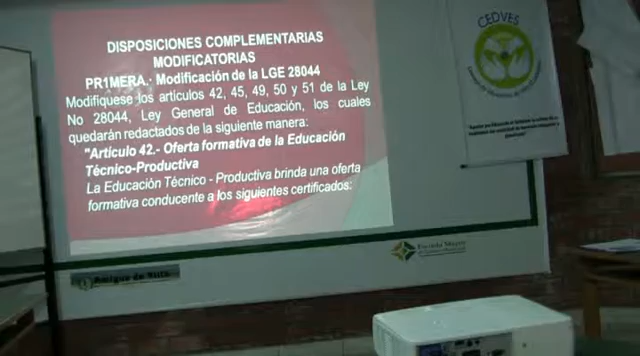 DISPOSICIONES COMPLEMENTARIAS
MODIFICATORIAS
PR1MERA.- Modificación de la LGE 28044
Modifíquese los artículos 42, 45, 49, 50 y 51 de la Ley
No 28044, Ley General de Educación, los cuales
quedarán redactados de la siguiente manera:
"Artículo 42.- Oferta formativa de la Educación
Técnico-Productiva
La Educación Técnico - Productiva brinda una oferta
formativa conducente a los siguientes certificados:
CEDVES
Escuela Mayor